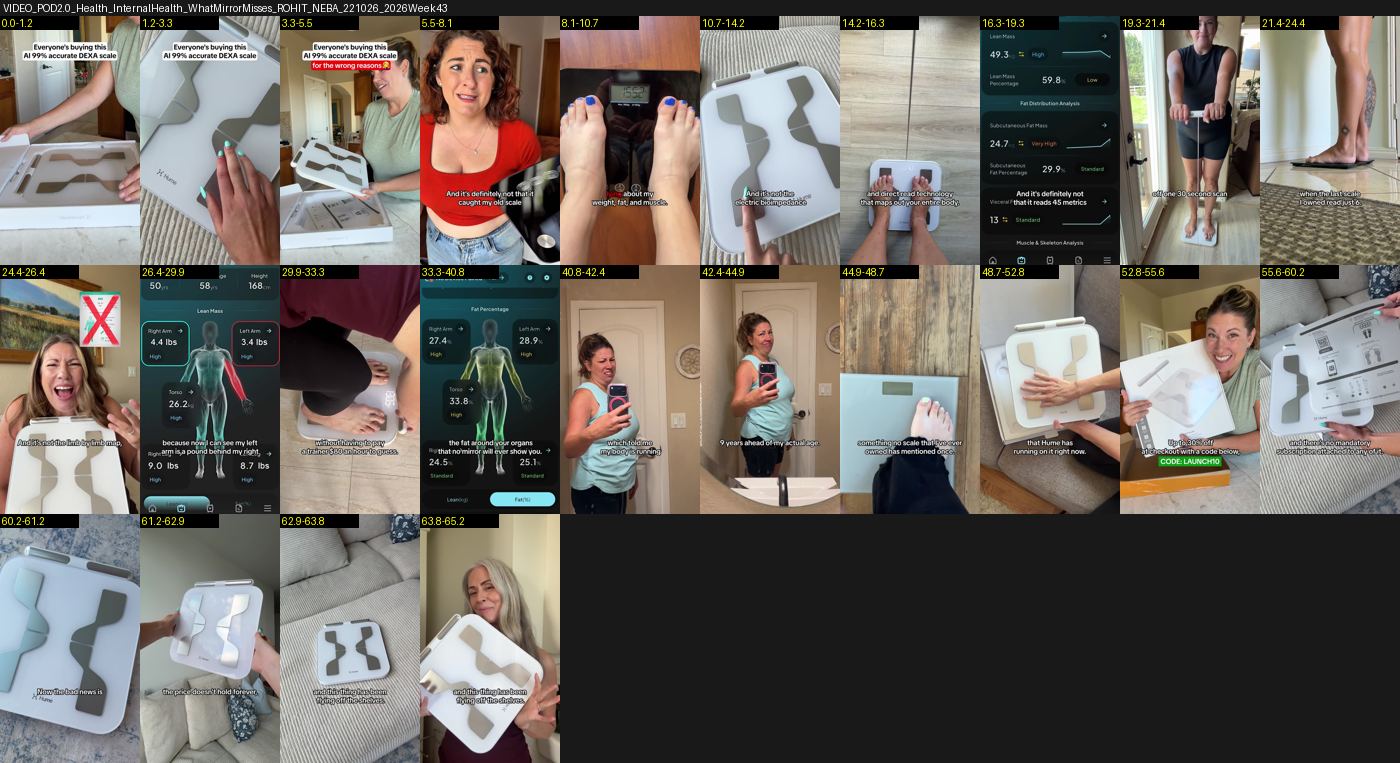 VIDEO_POD2.0_Health_InternalHealth_WhatMirrorMisses_ROHIT_NEBA_221026_2026Week43
0.0-1.2
Everyone's buying this
AI 99% accurate DEXA scale
1.2-3.3
Everyone's buying this
AI 99% accurate DEXA scale
Hume
3.3-5.5
Everyone's buying this
AI 99% accurate DEXA scale
for the wrong reasons
5.5-8.1
And it's definitely not that it
caught my old scale
8.1-10.7
about my
weight, fat, and muscle.
10.7-14.2
And it's not the
electric bioimpedance
14.2-16.3
and direct read technology
that maps out your entire body.
16.3-19.3
Lean Mass
49.3
High
Lean Mass
Percentage
59.8%
Low
Fat Distribution Analysis
Subcutaneous Fat Mass
24.7
Very High
Subcutaneous
Fat Percentage
29.9%
Standard
And it's definitely not
that it reads 45 metrics
13
Standard
Muscle & Skeleton Analysis
19.3-21.4
off one 30 second scan
21.4-24.4
when the last scale
I owned read just 6.
24.4-26.4
And it's not the limb by limb map,
26.4-29.9
Height
50yrs
58yrs
168cm
Lean Mass
Right Arm
4.4 lbs
High
Left Arm
3.4 lbs
High
Torso
26.2
High
because now I can see my left
arm is a pound behind my right
9.0 lbs
High
8.7 lbs
High
29.9-33.3
without having to pay
a trainer $80 an hour to guess.
33.3-40.8
Fat Percentage
Right Arm
27.4%
High
Left Arm
28.9%
High
Torso
33.8%
High
the fat around your organs
that no mirror will ever show you.
24.5%
Standard
25.1%
Standard
Lean(kg)
Fat(%)
40.8-42.4
which told me
my body is running
42.4-44.9
9 years ahead of my actual age.
44.9-48.7
something no scale that I've ever
owned has mentioned once.
48.7-52.8
that Hume has
running on it right now.
52.8-55.6
Up to 30% off
at checkout with a code below,
CODE: LAUNCH10
55.6-60.2
and there's no mandatory
subscription attached to any of it.
60.2-61.2
Now the bad news is
Hume
61.2-62.9
the price doesn't hold forever,
62.9-63.8
and this thing has been
flying off the shelves.
63.8-65.2
and this thing has been
flying off the shelves.